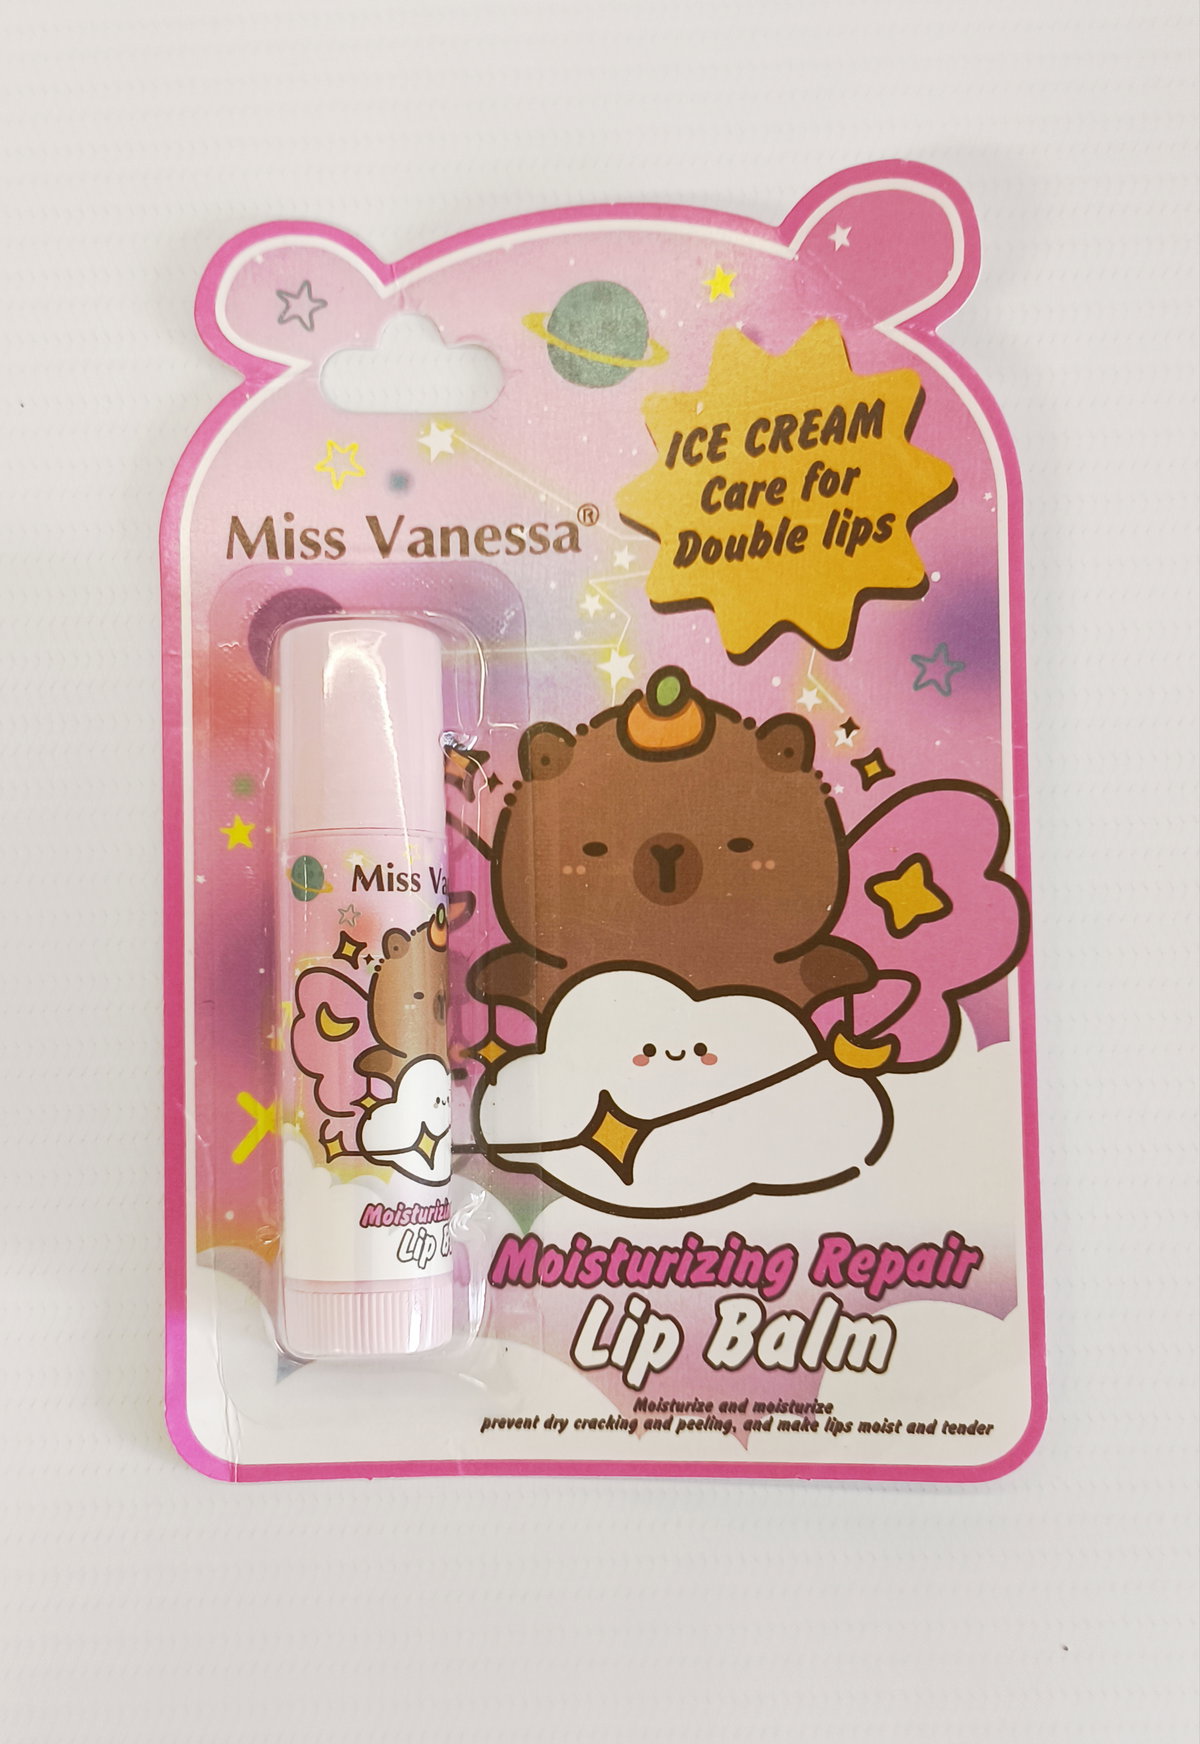 ICE CREAM
Care for
Double lips
Miss Vanessa®
Miss
Lip
Moisturizing Repair
Lip Balm
Moisturize and moisturize
prevent dry cracking and peeling, and make lips moist and tender